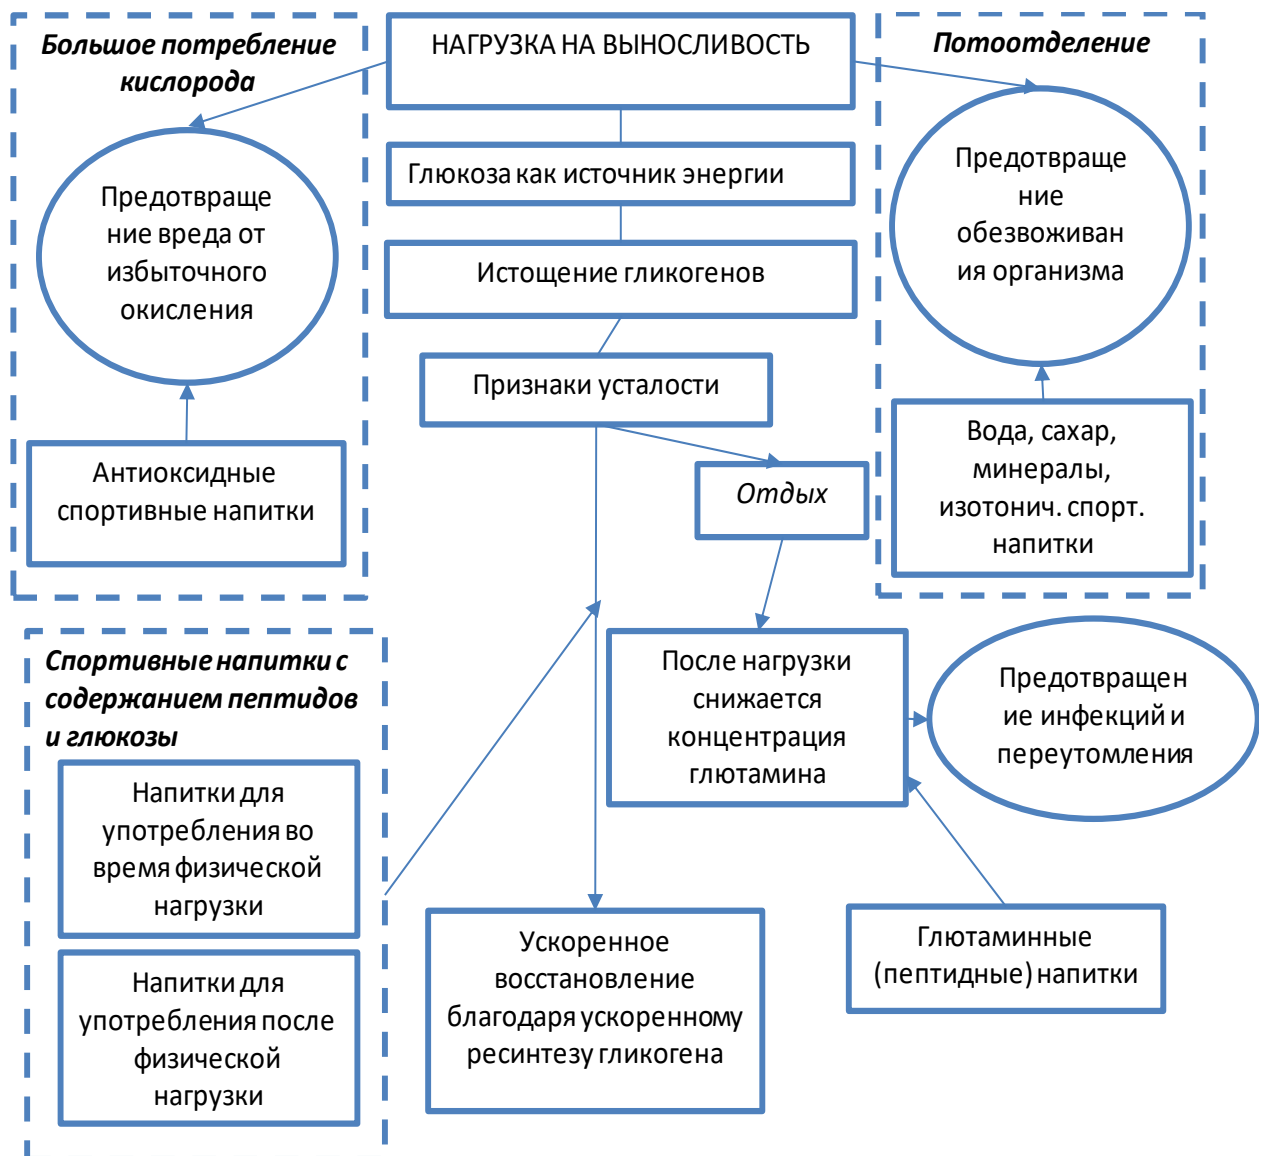 Большое потребление
кислорода
НАГРУЗКА НА ВЫНОСЛИВОСТЬ
Потоотделение
Предотвраще
ние вреда от
избыточного
окисления
Глюкоза как источник энергии
Предотвраще
ние
обезвоживан
ия организма
Истощение гликогенов
Признаки усталости
Антиоксидные
спортивные напитки
Отдых
Вода, сахар,
минералы,
изотонич. спорт.
напитки
Спортивные напитки с
содержанием пептидов
и глюкозы
После нагрузки
снижается
концентрация
глютамина
Предотвращен
ие инфекций и
переутомления
Напитки для
употребления во
время физической
нагрузки
Напитки для
употребления после
физической
нагрузки
Ускоренное
восстановление
благодаря ускоренному
ресинтезу гликогена
Глютаминные
(пептидные) напитки